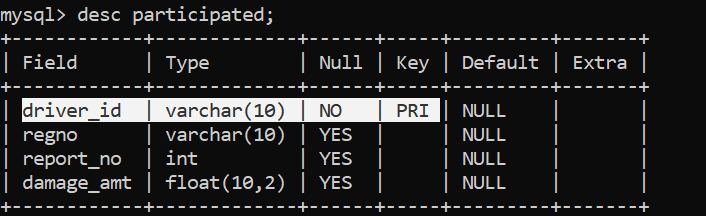 mysql> desc participated;
+------------+-------------+------+-----+---------+-------+
| Field      | Type        | Null | Key | Default | Extra |
+------------+-------------+------+-----+---------+-------+
| driver_id  | varchar(10) | NO   | PRI | NULL    |       |
| regno      | varchar(10) | YES  |     | NULL    |       |
| report_no  | int         | YES  |     | NULL    |       |
| damage_amt | float(10,2) | YES  |     | NULL    |       |
+------------+-------------+------+-----+---------+-------+